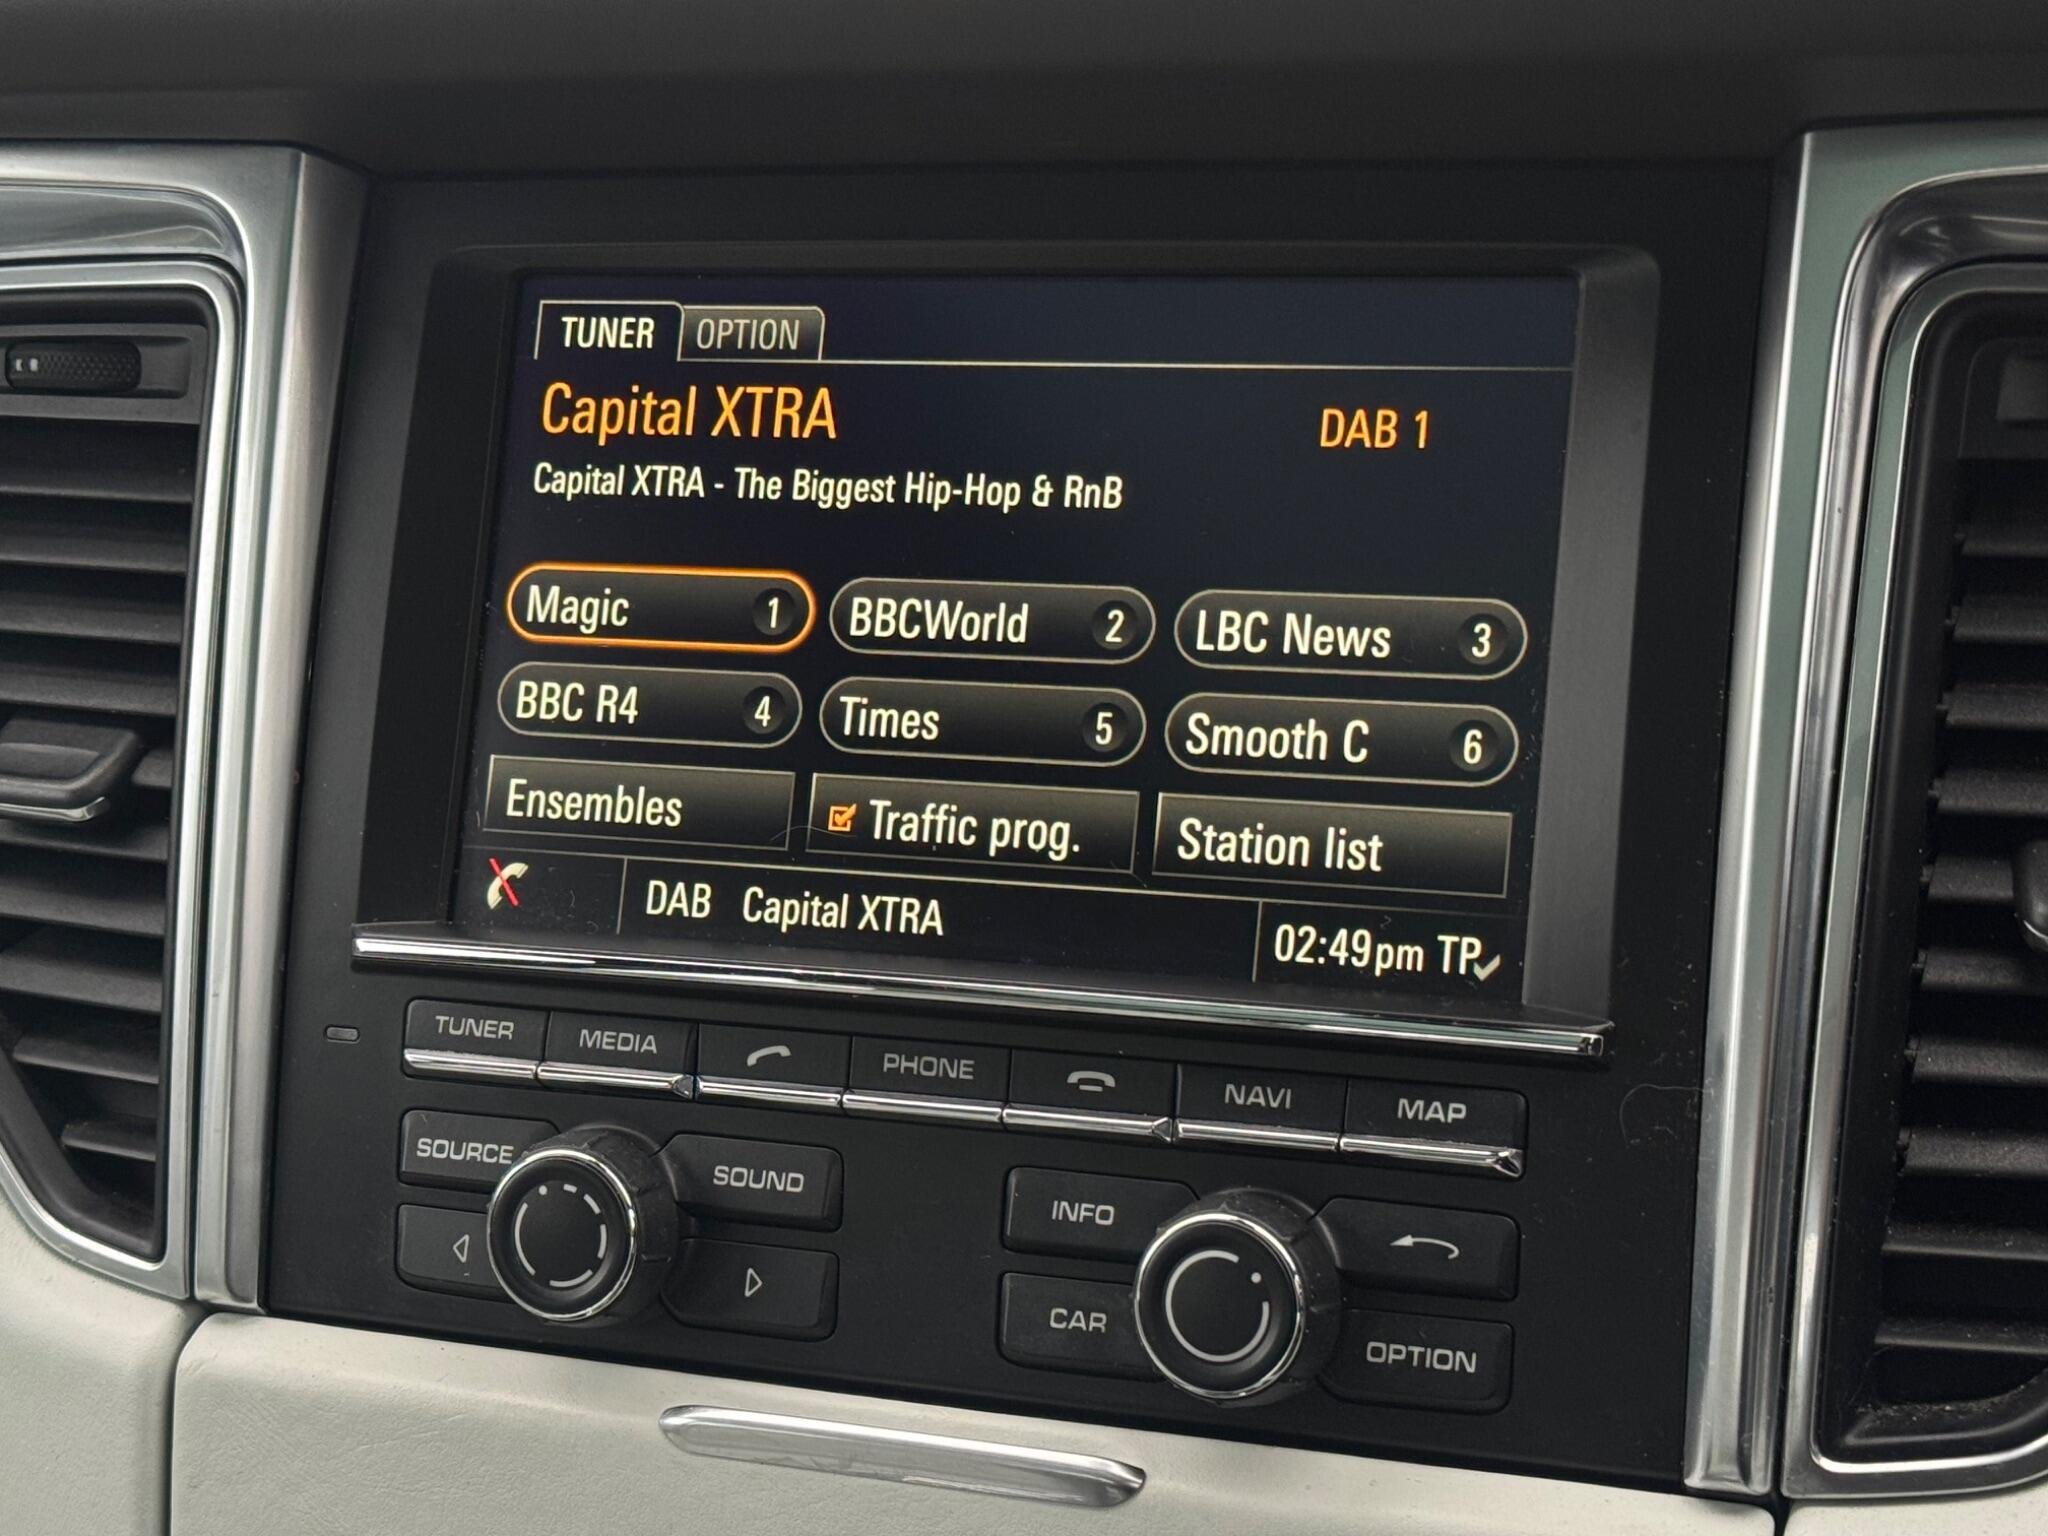 TUNER OPTION
Capital XTRA DAB 1
Capital XTRA - The Biggest Hip-Hop & RnB
Magic 1 BBCWorld 2 LBC News 3
BBC R4 4 Times 5 Smooth C 6
Ensembles Traffic prog. Station list
DAB Capital XTRA 02:49pm TP
TUNER MEDIA PHONE NAVI MAP
SOURCE SOUND INFO
CAR OPTION